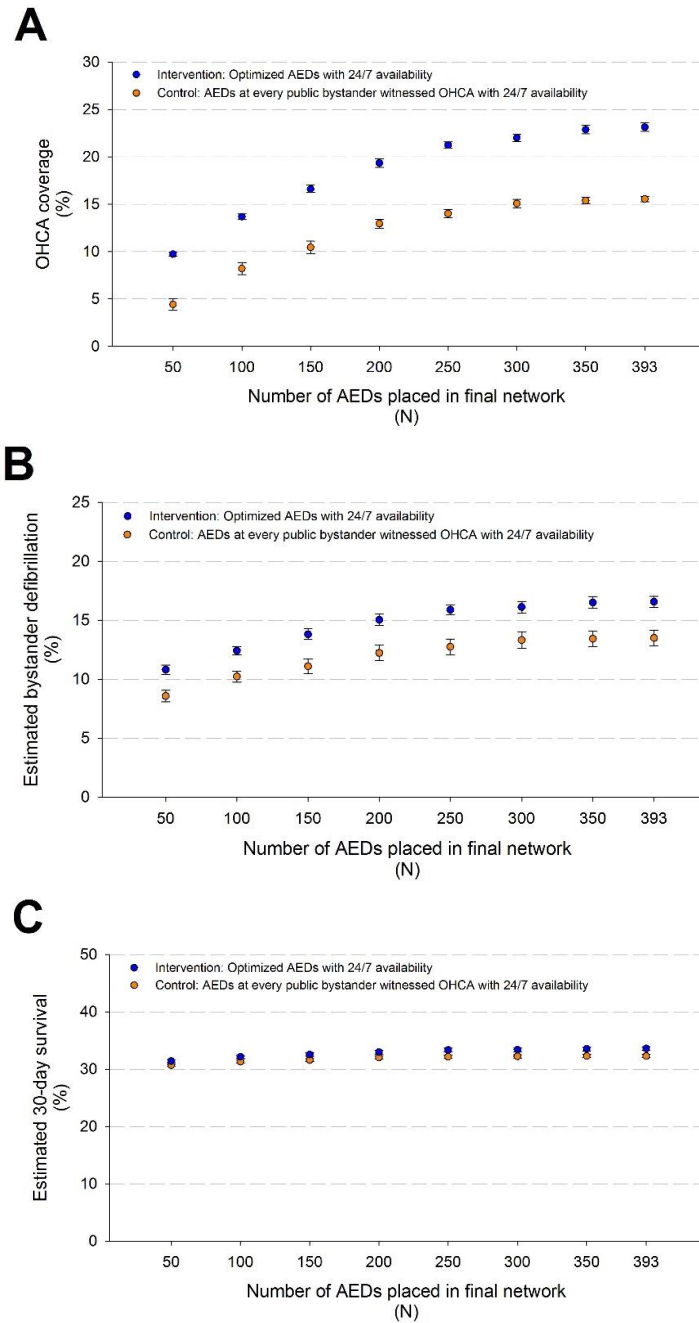 A
OHCA coverage
(%)
30
25
20
15
10
5
0
Intervention: Optimized AEDs with 24/7 availability
Control: AEDs at every public bystander witnessed OHCA with 24/7 availability
50 100 150 200 250 300 350 393
Number of AEDs placed in final network
(N)
B
Estimated bystander defibrillation
(%)
25
20
15
10
5
0
Intervention: Optimized AEDs with 24/7 availability
Control: AEDs at every public bystander witnessed OHCA with 24/7 availability
50 100 150 200 250 300 350 393
Number of AEDs placed in final network
(N)
C
Estimated 30-day survival
(%)
50
40
30
20
10
0
Intervention: Optimized AEDs with 24/7 availability
Control: AEDs at every public bystander witnessed OHCA with 24/7 availability
50 100 150 200 250 300 350 393
Number of AEDs placed in final network
(N)